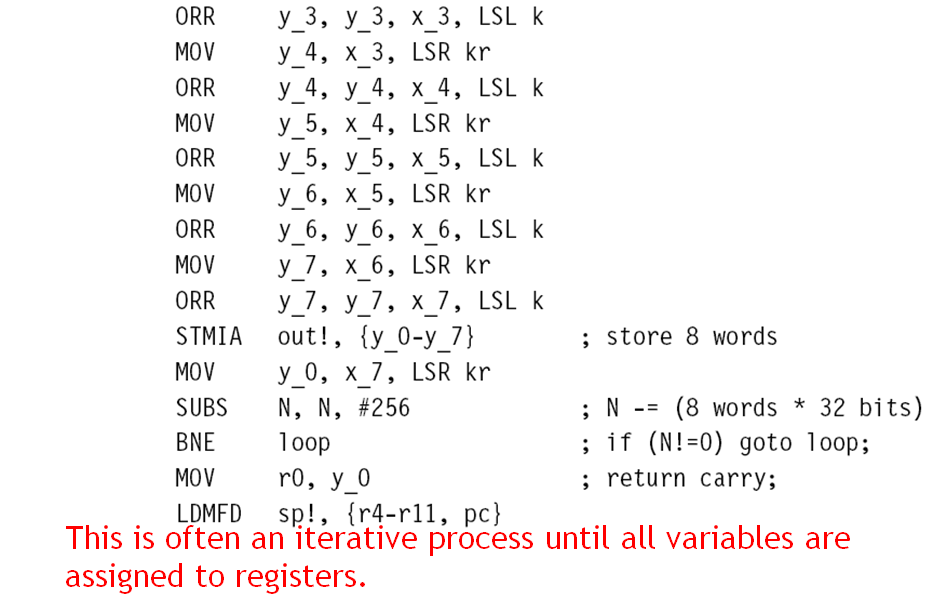 ORR y_3, y_3, x_3, LSL k
MOV y_4, x_3, LSR kr
ORR y_4, y_4, x_4, LSL k
MOV y_5, x_4, LSR kr
ORR y_5, y_5, x_5, LSL k
MOV y_6, x_5, LSR kr
ORR y_6, y_6, x_6, LSL k
MOV y_7, x_6, LSR kr
ORR y_7, y_7, x_7, LSL k
STMIA out!, {y_0-y_7} ; store 8 words
MOV y_0, x_7, LSR kr
SUBS N, N, #256 ; N -= (8 words * 32 bits)
BNE loop ; if (N!=0) goto loop;
MOV r0, y_0 ; return carry;
LDMFD sp!, {r4-r11, pc}
This is often an iterative process until all variables are
assigned to registers.